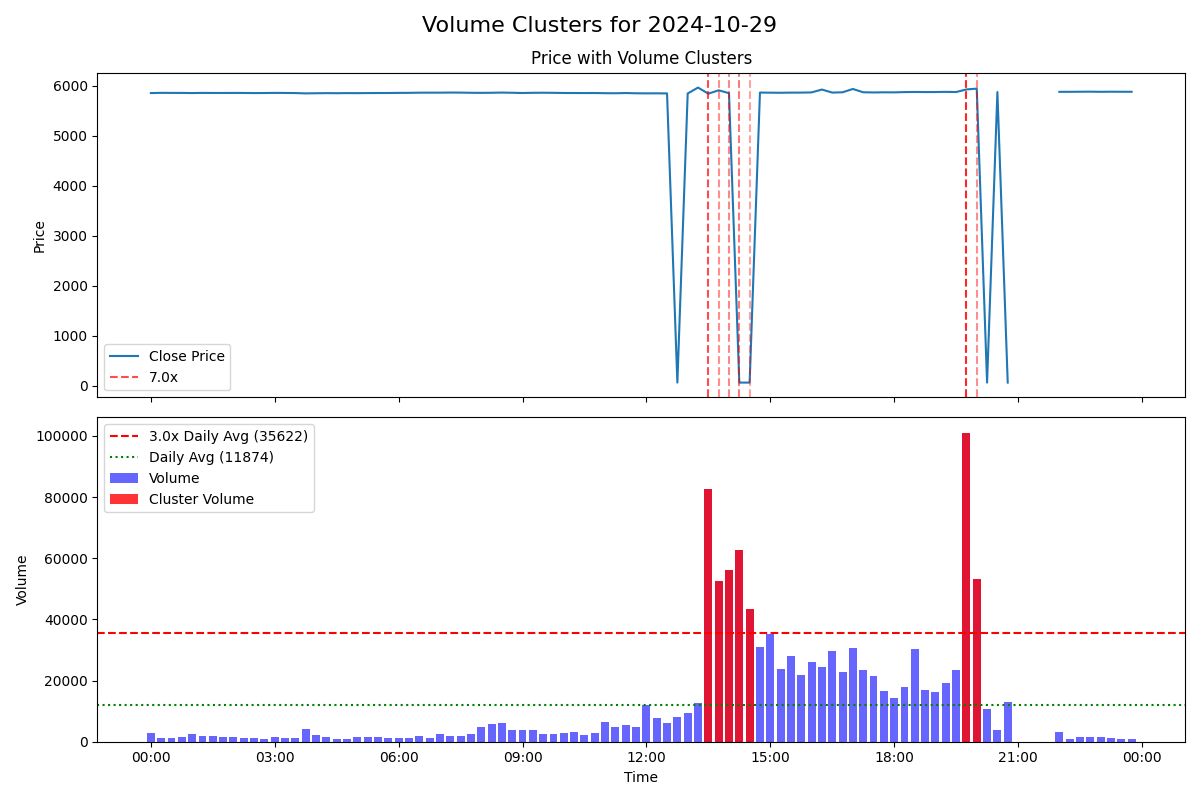 Volume Clusters for 2024-10-29
Price with Volume Clusters
6000
5000
4000
3000
2000
1000
0
Price
Close Price
7.0x
100000
80000
60000
40000
20000
0
Volume
3.0x Daily Avg (35622)
Daily Avg (11874)
Volume
Cluster Volume
00:00 03:00 06:00 09:00 12:00 15:00 18:00 21:00 00:00
Time